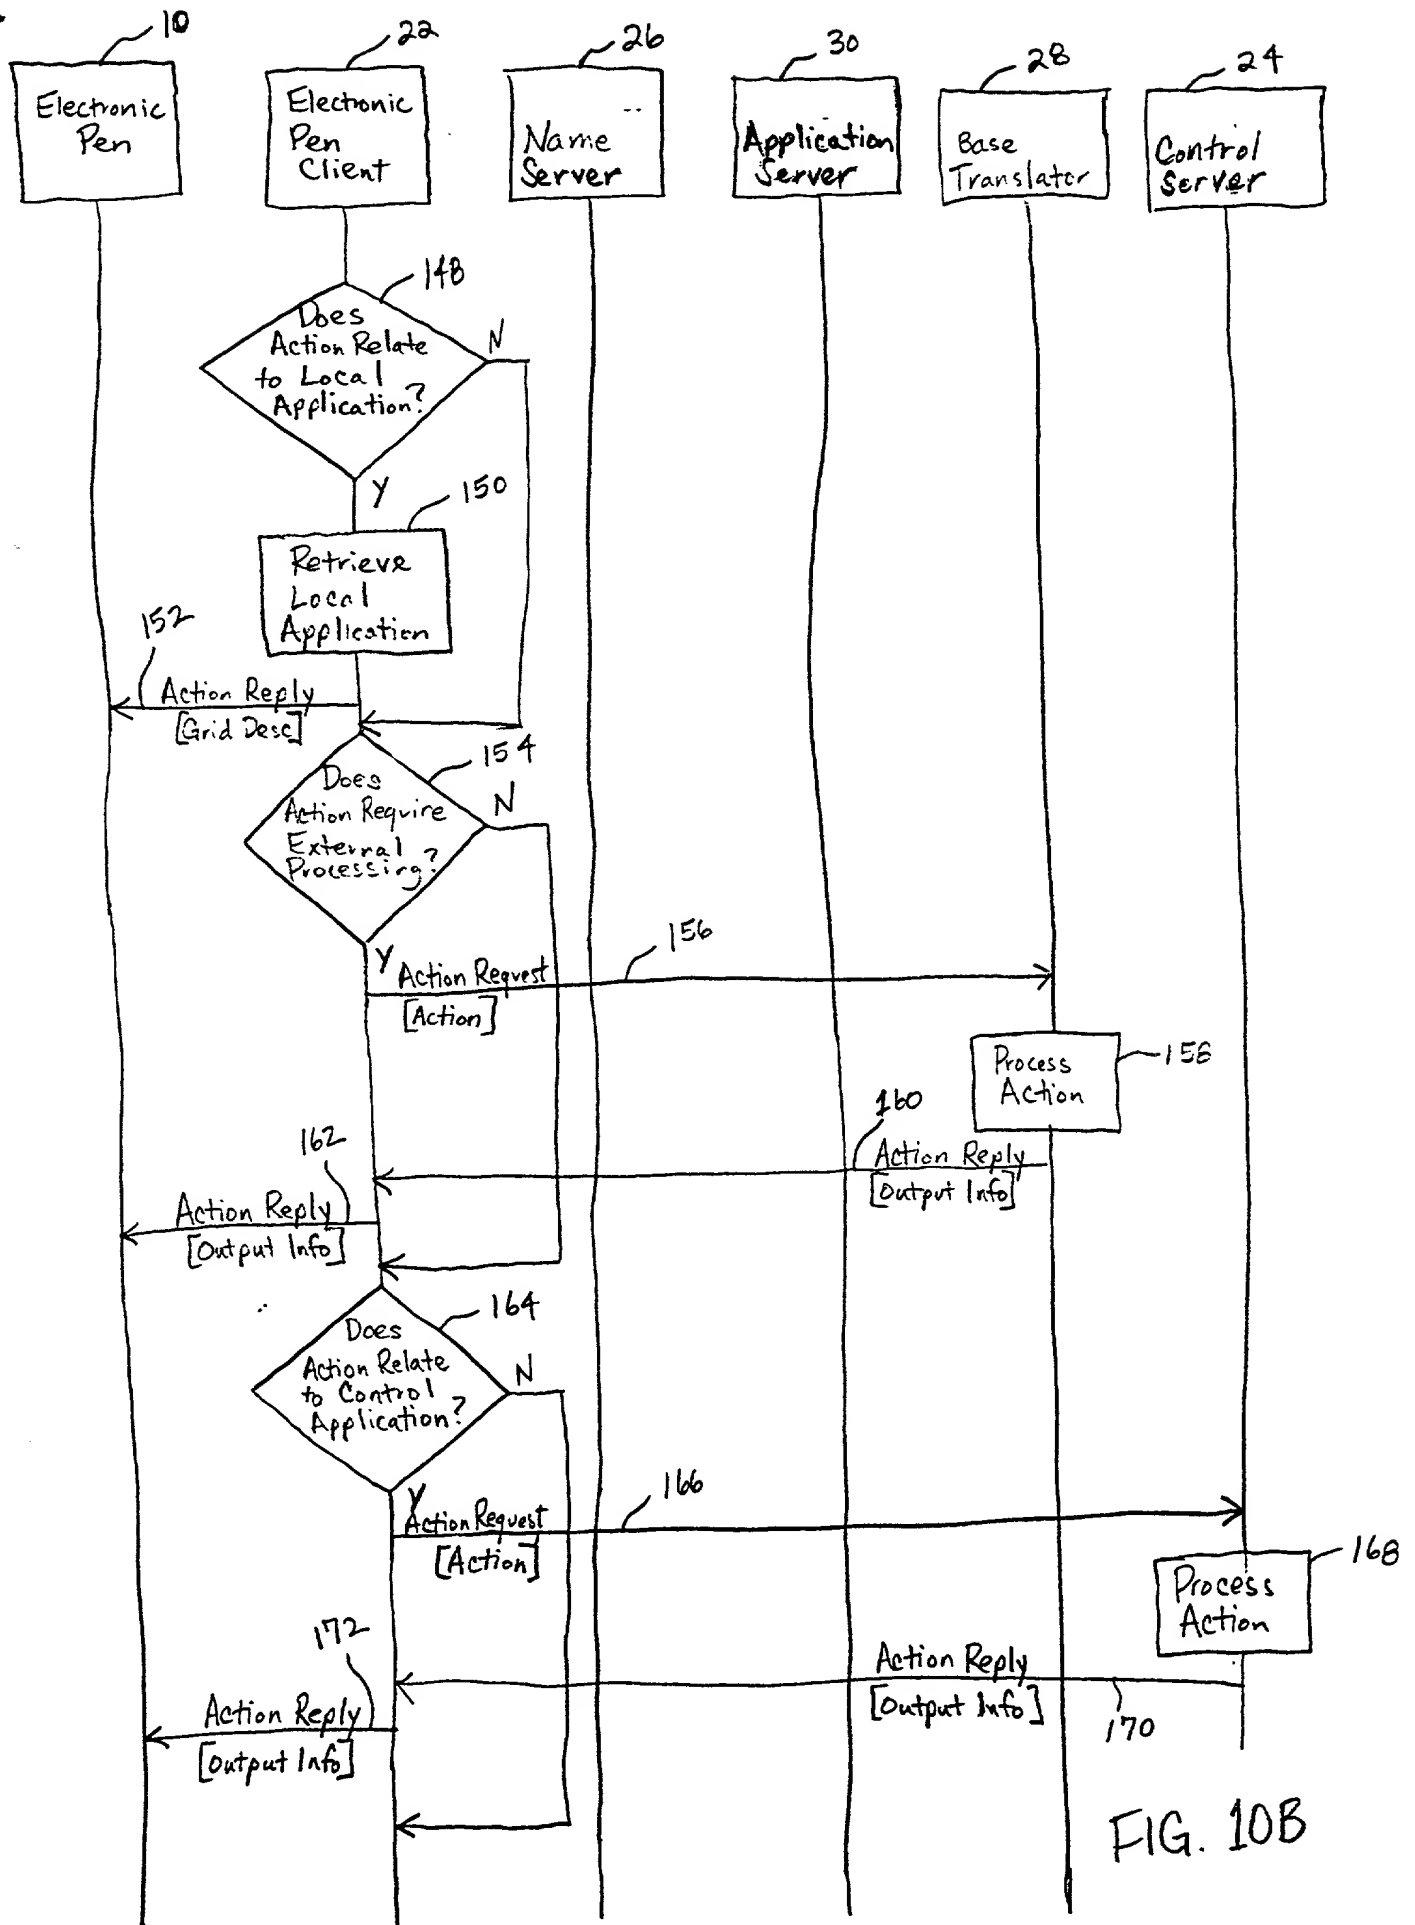 10
22
26
30
28
24
Electronic
Pen
Electronic
Pen
Client
Name
Server
Application
Server
Base
Translator
Control
Server
148
Does
Action Relate
to Local
Application?
N
Y
150
Retrieve
Local
Application
152
Action Reply
[Grid Desc]
154
Does
Action Require
External
Processing?
N
Y
156
Action Request
[Action]
Process
Action
158
160
Action Reply
[Output Info]
162
Action Reply
[Output Info]
164
Does
Action Relate
to Control
Application?
N
Y
166
Action Request
[Action]
168
Process
Action
172
Action Reply
[Output Info]
170
Action Reply
[Output Info]
FIG. 10B